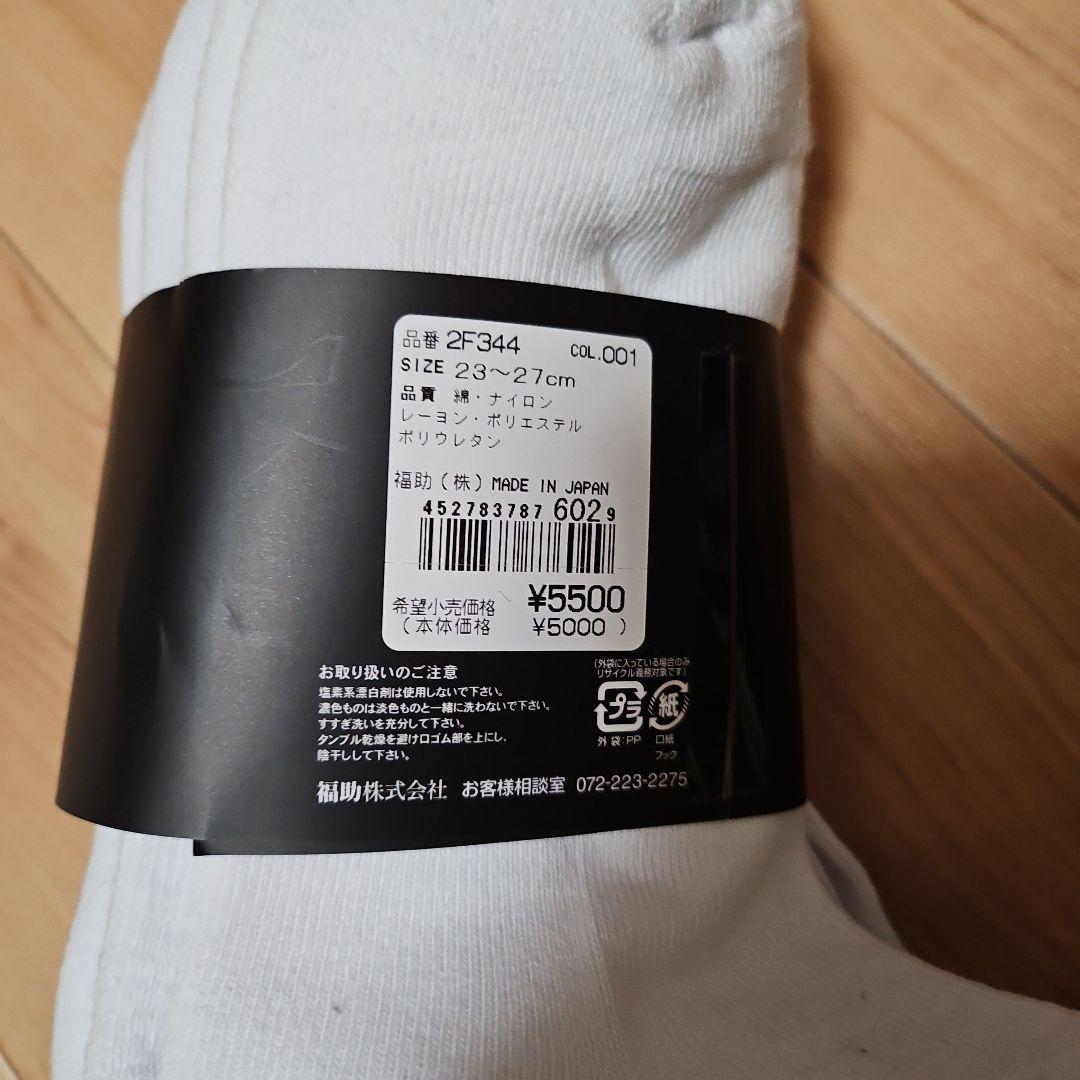 品番 2F344 COL.001
SIZE 23～27cm
品質 綿・ナイロン
レーヨン・ポリエステル
ポリウレタン
福助(株) MADE IN JAPAN
452783787 602 9
希望小売価格 ¥5500
(本体価格 ¥5000 )
お取り扱いのご注意
塩素系漂白剤は使用しないで下さい。
濃色ものは淡色ものと一緒に洗わないで下さい。
すすぎ洗いを充分して下さい。
タンブル乾燥を避け口ゴム部を上にし、
陰干しして下さい。
(外袋に入っている場合のみ
リサイクル義務対象です)
プラ 紙
外袋:PP 口紙
フック
福助株式会社 お客様相談室 072-223-2275